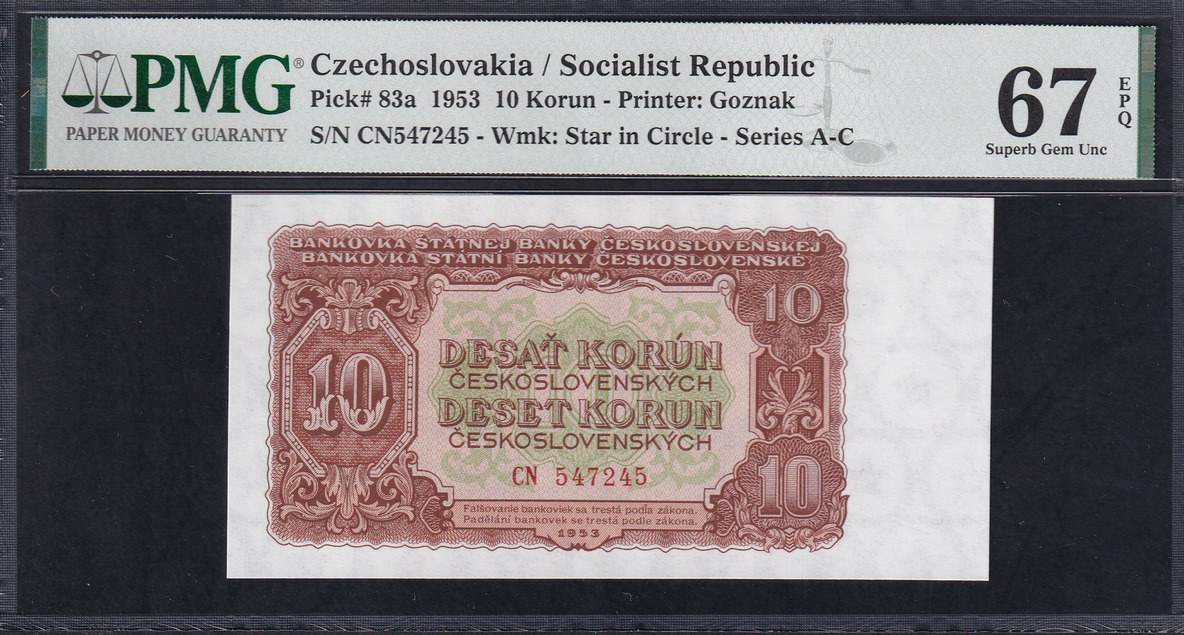 PMG®
PAPER MONEY GUARANTY
Czechoslovakia / Socialist Republic
Pick# 83a 1953 10 Korun - Printer: Goznak
S/N CN547245 - Wmk: Star in Circle - Series A-C
67
EPQ
Superb Gem Unc
BANKOVKA ŠTÁTNEJ BANKY ČESKOSLOVENSKEJ
BANKOVKA STÁTNÍ BANKY ČESKOSLOVENSKÉ
10
10
DESAŤ KORÚN
ČESKOSLOVENSKÝCH
DESET KORUN
ČESKOSLOVENSKÝCH
CN 547245
10
Falšovanie bankoviek sa trestá podľa zákona.
Padělání bankovek se trestá podle zákona.
1953